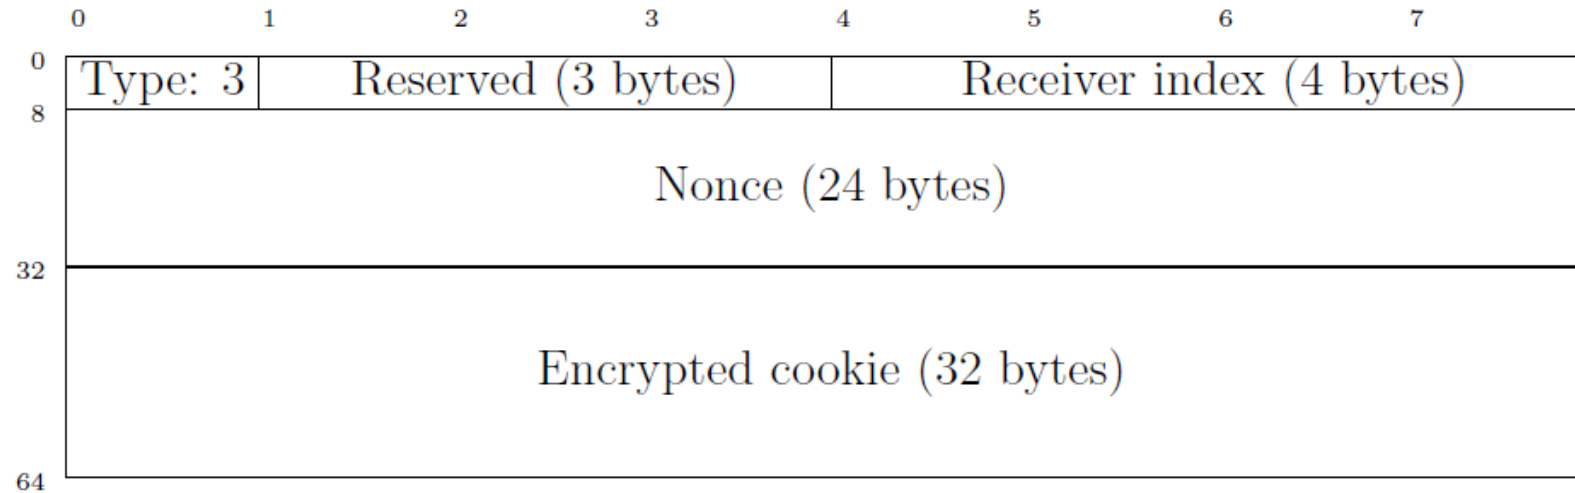 0 1 2 3 4 5 6 7
0 Type: 3 Reserved (3 bytes) Receiver index (4 bytes)
8
Nonce (24 bytes)
32
Encrypted cookie (32 bytes)
64